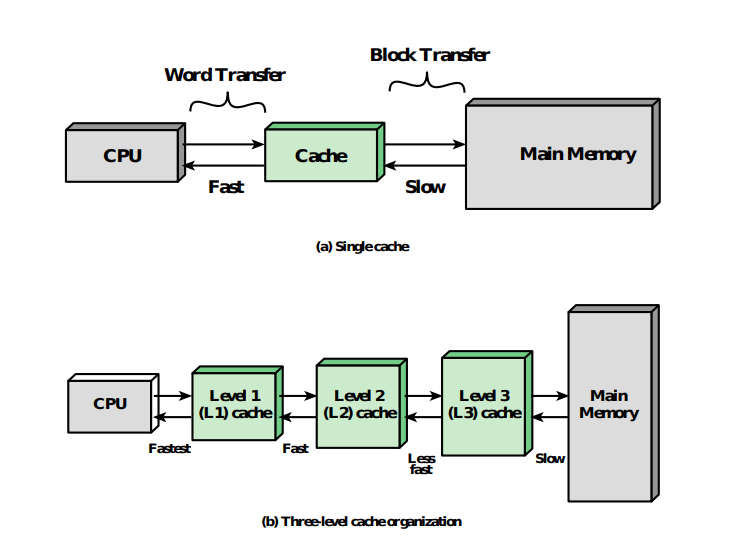 Block Transfer
Word Transfer
CPU
Cache
Main Memory
Fast
Slow
(a) Single cache
Level 1
(L1) cache
Level 2
(L2) cache
Level 3
(L3) cache
Main
Memory
CPU
Fastest
Fast
Less
fast
Slow
(b) Three-level cache organization